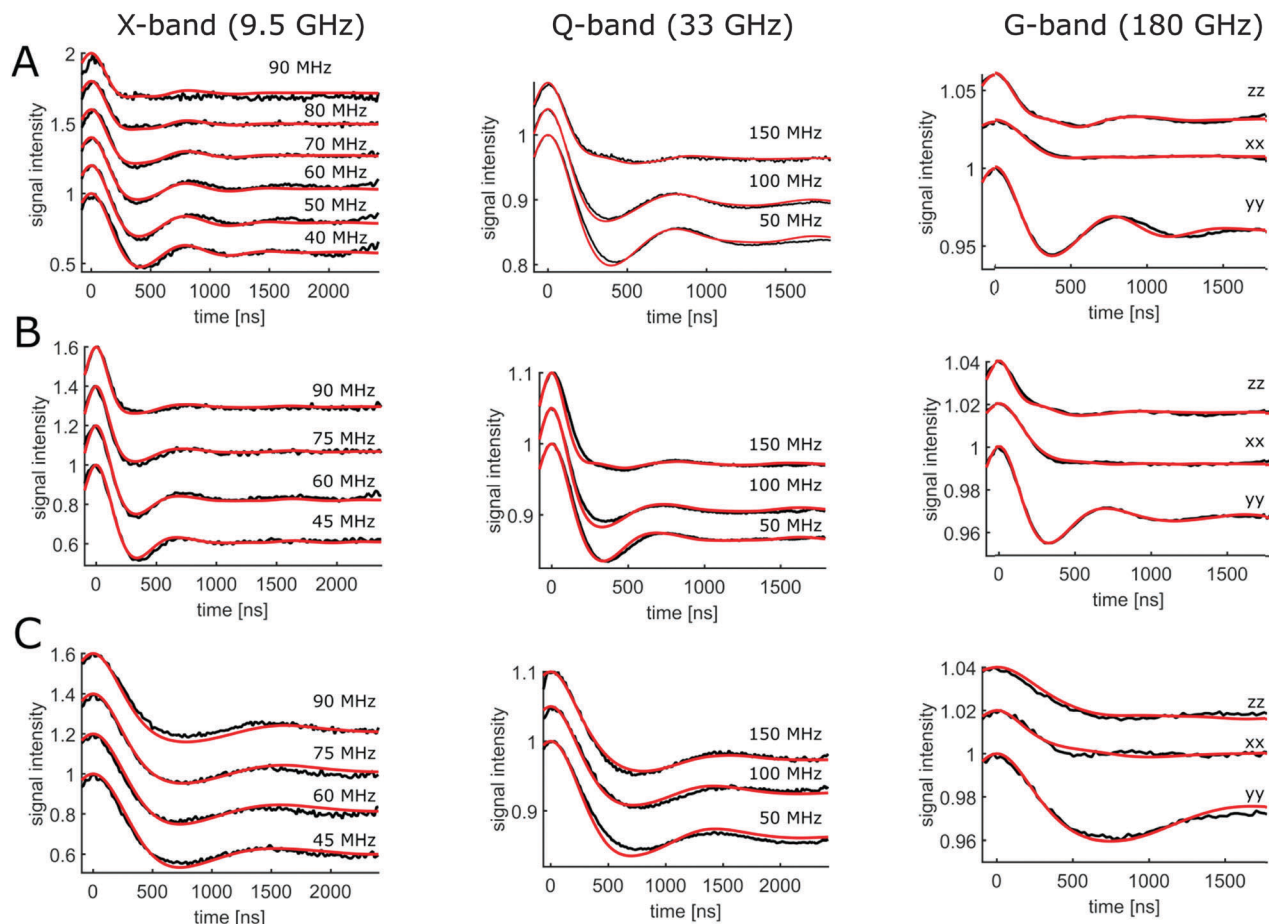 X-band (9.5 GHz)
Q-band (33 GHz)
G-band (180 GHz)
A
signal intensity
2
1.5
1
0.5
90 MHz
80 MHz
70 MHz
60 MHz
50 MHz
40 MHz
0 500 1000 1500 2000
time [ns]
signal intensity
1
0.9
0.8
150 MHz
100 MHz
50 MHz
0 500 1000 1500
time [ns]
signal intensity
1.05
1
0.95
zz
xx
yy
0 500 1000 1500
time [ns]
B
signal intensity
1.6
1.4
1.2
1
0.8
0.6
90 MHz
75 MHz
60 MHz
45 MHz
0 500 1000 1500 2000
time [ns]
signal intensity
1.1
1
0.9
150 MHz
100 MHz
50 MHz
0 500 1000 1500
time [ns]
signal intensity
1.04
1.02
1
0.98
0.96
zz
xx
yy
0 500 1000 1500
time [ns]
C
signal intensity
1.6
1.4
1.2
1
0.8
0.6
90 MHz
75 MHz
60 MHz
45 MHz
0 500 1000 1500 2000
time [ns]
signal intensity
1.1
1
0.9
150 MHz
100 MHz
50 MHz
0 500 1000 1500 2000
time [ns]
signal intensity
1.04
1.02
1
0.98
0.96
zz
xx
yy
0 500 1000 1500
time [ns]